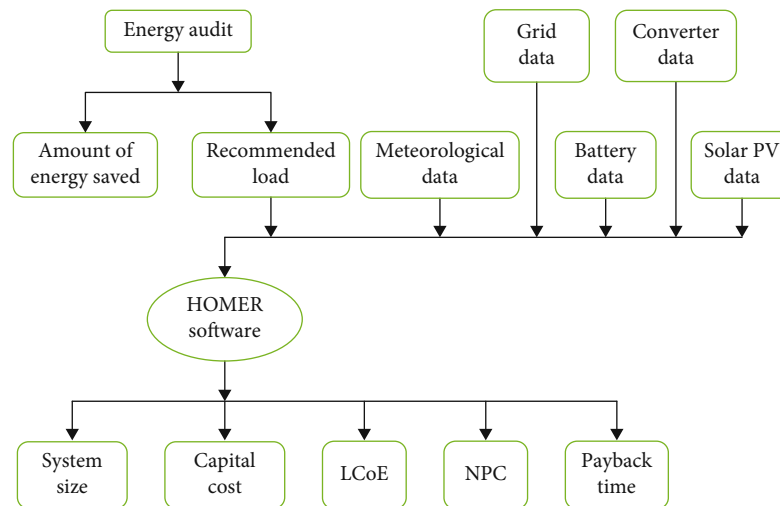 Energy audit
Grid
data
Converter
data
Amount of
energy saved
Recommended
load
Meteorological
data
Battery
data
Solar PV
data
HOMER
software
System
size
Capital
cost
LCoE
NPC
Payback
time